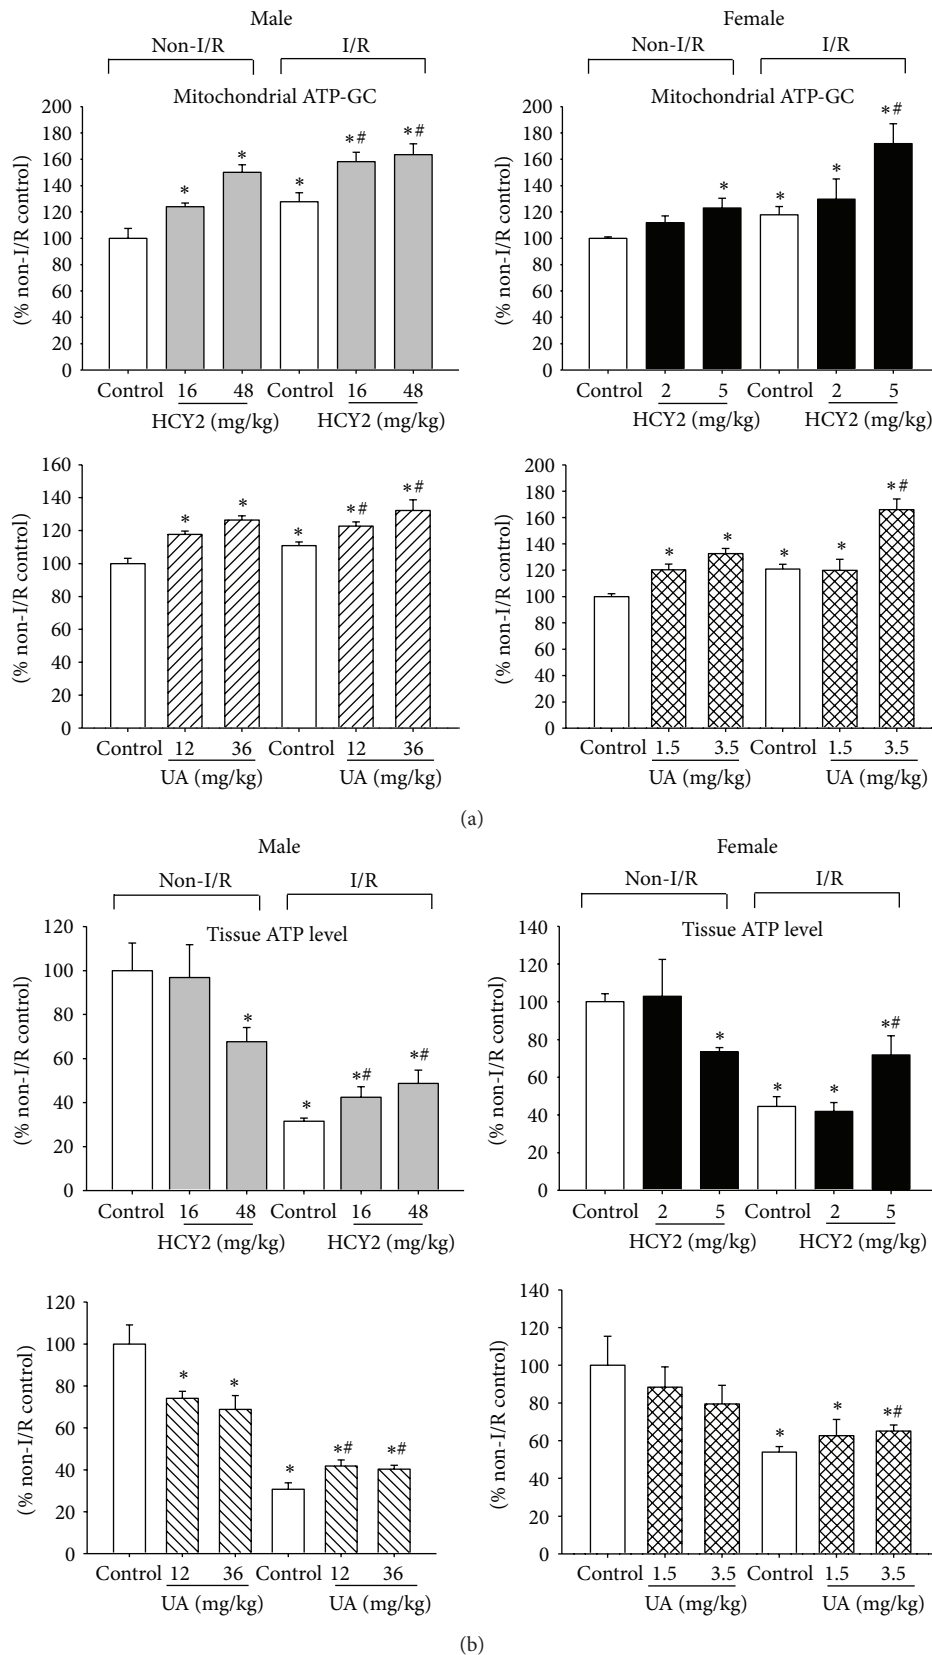 Male
Female
Non-I/R
I/R
Non-I/R
I/R
Mitochondrial ATP-GC
Mitochondrial ATP-GC
(% non-I/R control)
200
180
160
140
120
100
80
60
40
20
0
*
*
*
*#
*#
Control
16
48
Control
16
48
HCY2 (mg/kg)
HCY2 (mg/kg)
(% non-I/R control)
200
180
160
140
120
100
80
60
40
20
0
*
*
*
*#
Control
2
5
Control
2
5
HCY2 (mg/kg)
HCY2 (mg/kg)
(% non-I/R control)
160
140
120
100
80
60
40
20
0
*
*
*
*#
*#
Control
12
36
Control
12
36
UA (mg/kg)
UA (mg/kg)
(% non-I/R control)
200
180
160
140
120
100
80
60
40
20
0
*
*
*
*
*#
Control
1.5
3.5
Control
1.5
3.5
UA (mg/kg)
UA (mg/kg)
(a)
Male
Female
Non-I/R
I/R
Non-I/R
I/R
Tissue ATP level
Tissue ATP level
(% non-I/R control)
120
100
80
60
40
20
0
*
*
*#
*#
Control
16
48
Control
16
48
HCY2 (mg/kg)
HCY2 (mg/kg)
(% non-I/R control)
140
120
100
80
60
40
20
0
*
*
*
*#
Control
2
5
Control
2
5
HCY2 (mg/kg)
HCY2 (mg/kg)
(% non-I/R control)
120
100
80
60
40
20
0
*
*
*
*#
*#
Control
12
36
Control
12
36
UA (mg/kg)
UA (mg/kg)
(% non-I/R control)
140
120
100
80
60
40
20
0
*
*
*#
Control
1.5
3.5
Control
1.5
3.5
UA (mg/kg)
UA (mg/kg)
(b)